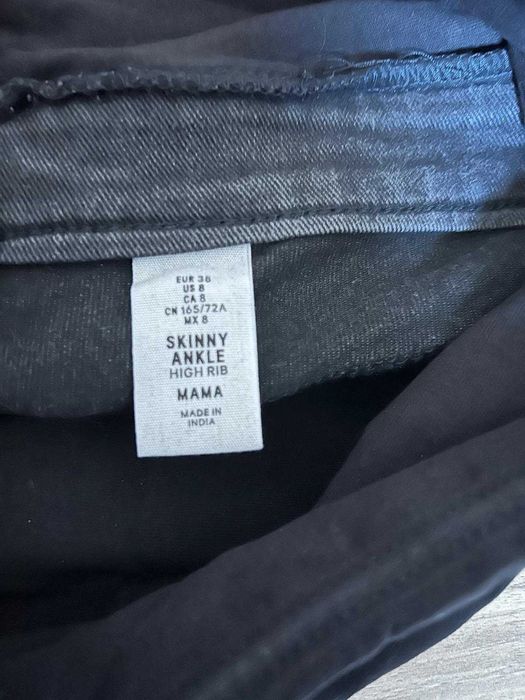 EUR 38
US 8
CA 8
CN 165/72A
MX 8
SKINNY
ANKLE
HIGH RIB
MAMA
MADE IN
INDIA